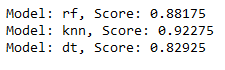 Model: rf, Score: 0.88175
Model: knn, Score: 0.92275
Model: dt, Score: 0.82925